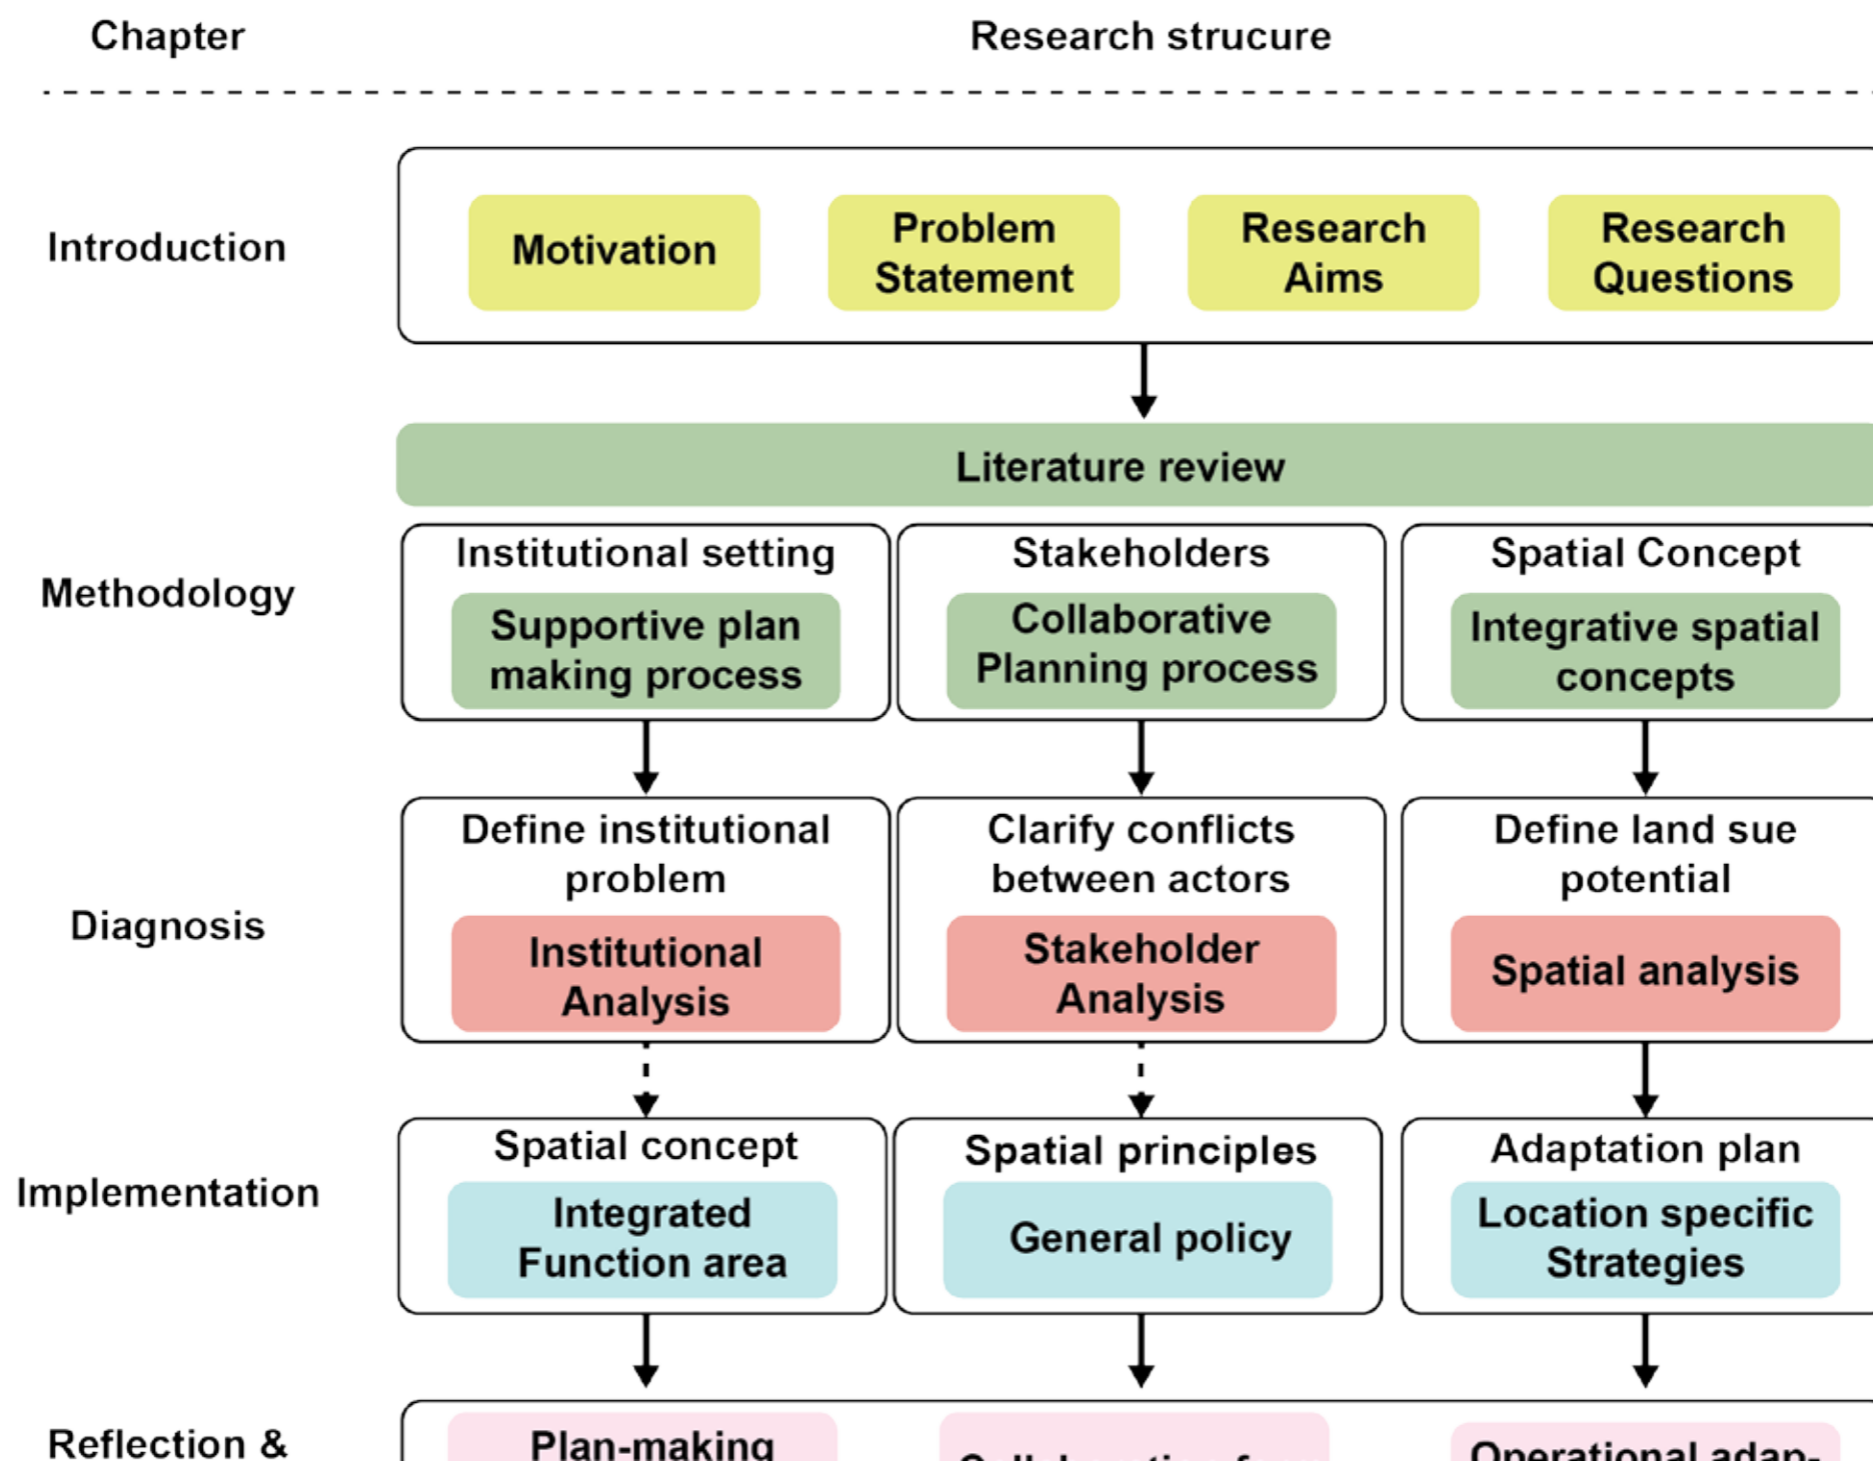 Chapter
Research strucure
Introduction
Motivation
Problem
Statement
Research
Aims
Research
Questions
Literature review
Methodology
Institutional setting
Supportive plan
making process
Stakeholders
Collaborative
Planning process
Spatial Concept
Integrative spatial
concepts
Diagnosis
Define institutional
problem
Institutional
Analysis
Clarify conflicts
between actors
Stakeholder
Analysis
Define land sue
potential
Spatial analysis
Implementation
Spatial concept
Integrated
Function area
Spatial principles
General policy
Adaptation plan
Location specific
Strategies
Reflection &
Plan-making
Operational adap-